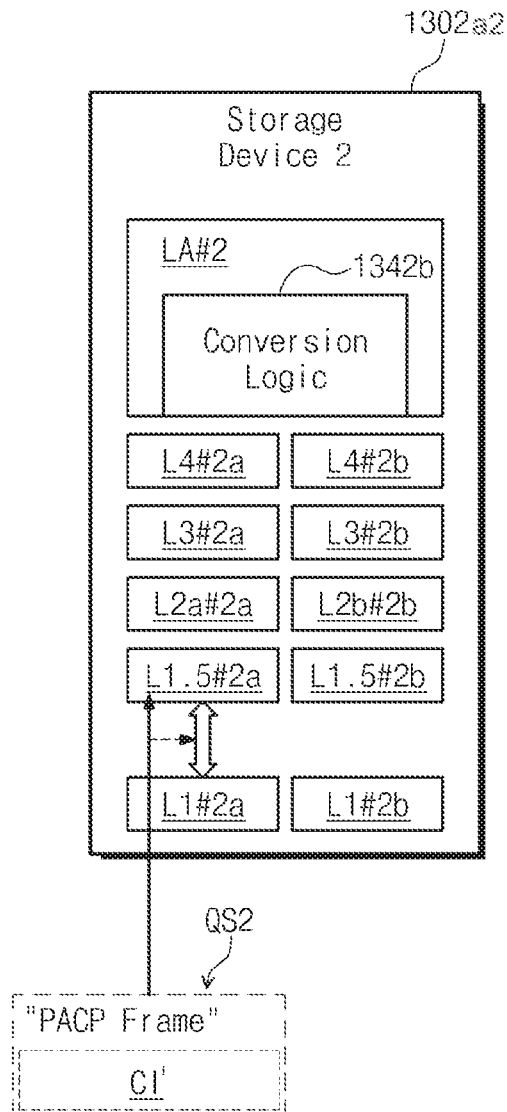 1302a2
Storage
Device 2
LA#2
1342b
Conversion
Logic
L4#2a L4#2b
L3#2a L3#2b
L2a#2a L2b#2b
L1.5#2a L1.5#2b
L1#2a L1#2b
QS2
"PACP Frame"
CI'